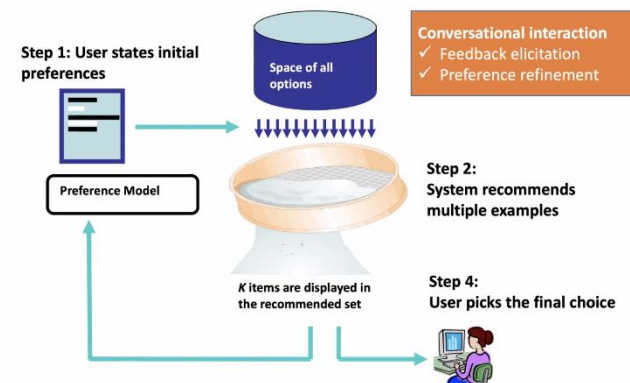 Step 1: User states initial
preferences
Space of all
options
Conversational interaction
✓ Feedback elicitation
✓ Preference refinement
Preference Model
Step 2:
System recommends
multiple examples
K items are displayed in
the recommended set
Step 4:
User picks the final choice